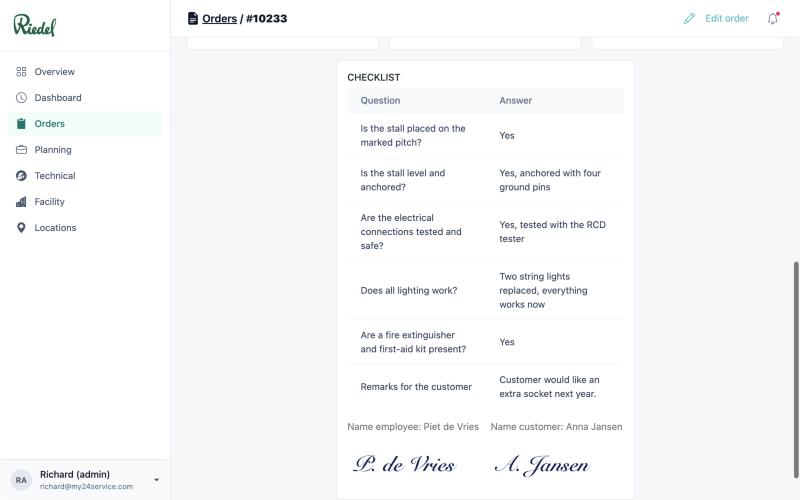 Riedel
Orders / #10233
Edit order
Overview
Dashboard
Orders
Planning
Technical
Facility
Locations
CHECKLIST
Question Answer
Is the stall placed on the
marked pitch?
Yes
Is the stall level and
anchored?
Yes, anchored with four
ground pins
Are the electrical
connections tested and
safe?
Yes, tested with the RCD
tester
Does all lighting work?
Two string lights
replaced, everything
works now
Are a fire extinguisher
and first-aid kit present?
Yes
Remarks for the customer
Customer would like an
extra socket next year.
Name employee: Piet de Vries Name customer: Anna Jansen
P. de Vries A. Jansen
RA
Richard (admin)
richard@my24service.com